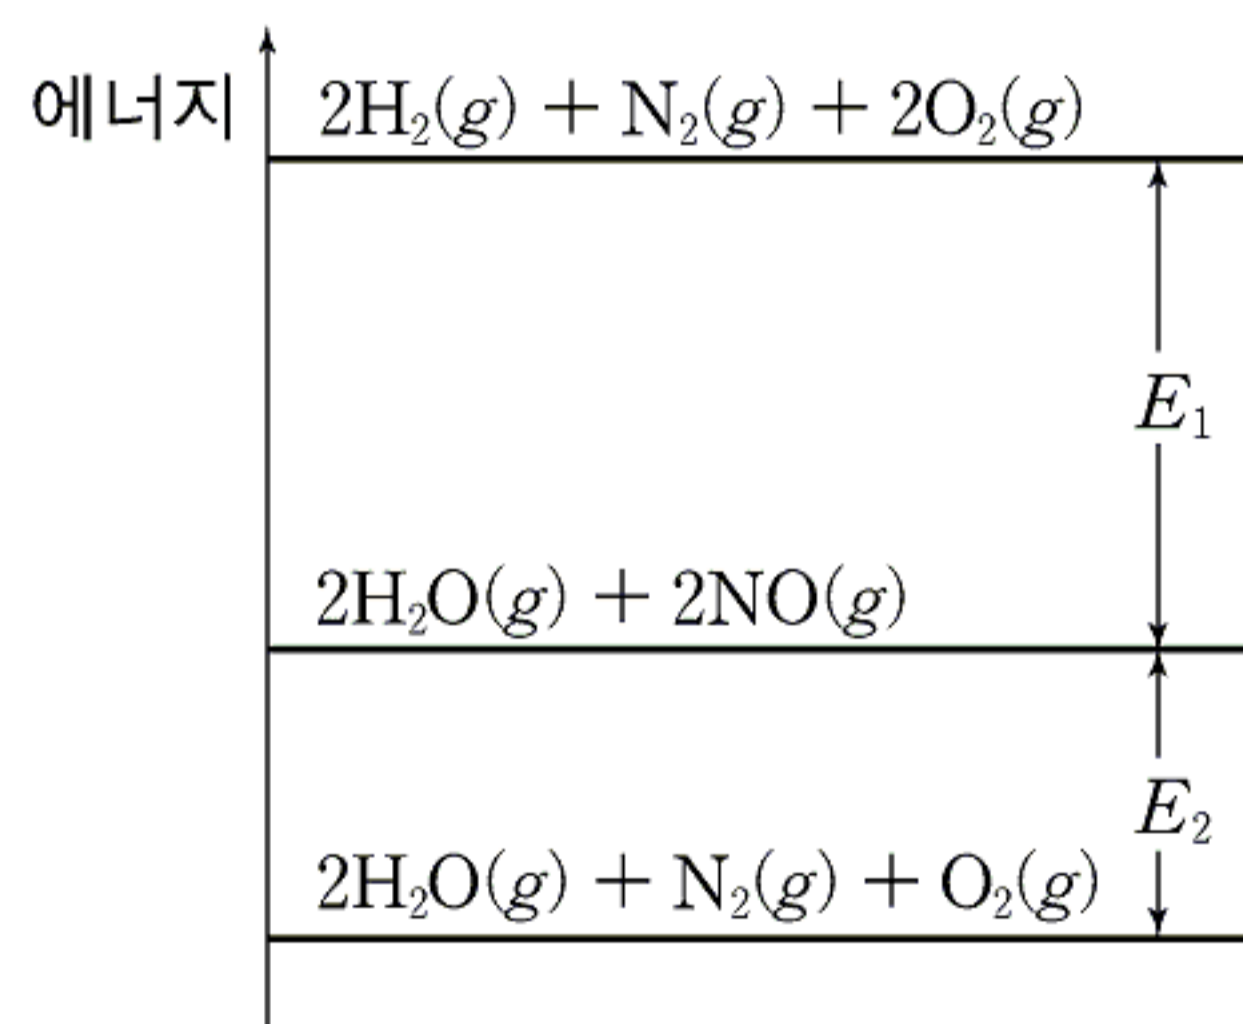 에너지
2H₂(g) + N₂(g) + 2O₂(g)
E₁
2H₂O(g) + 2NO(g)
E₂
2H₂O(g) + N₂(g) + O₂(g)